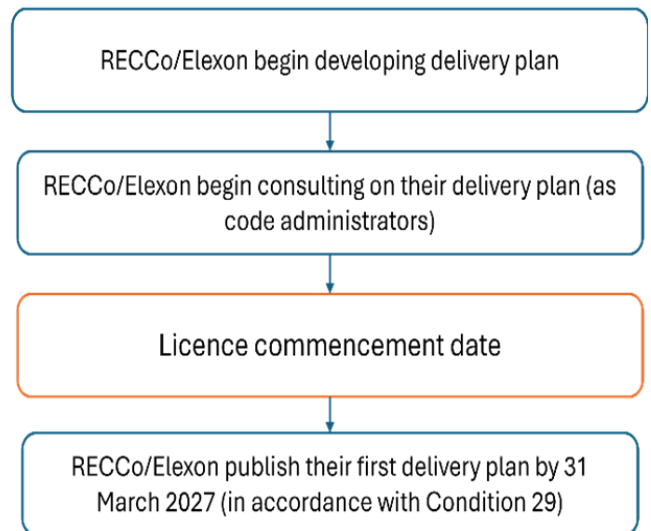 RECCo/Elexon begin developing delivery plan
RECCo/Elexon begin consulting on their delivery plan (as
code administrators)
Licence commencement date
RECCo/Elexon publish their first delivery plan by 31
March 2027 (in accordance with Condition 29)